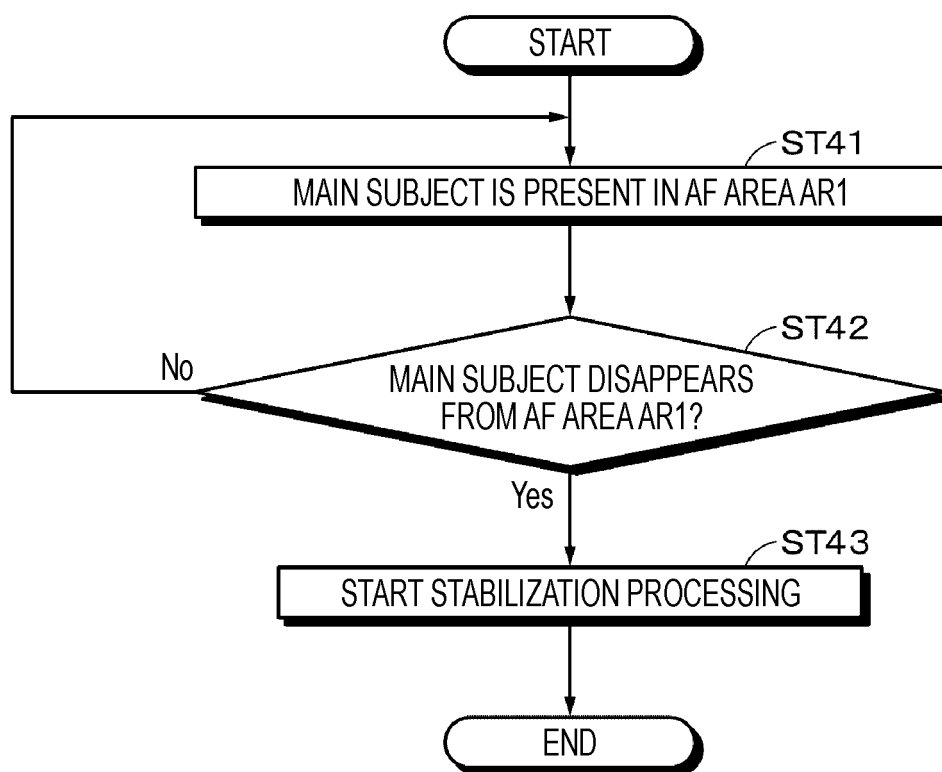 START
ST41
MAIN SUBJECT IS PRESENT IN AF AREA AR1
ST42
No
MAIN SUBJECT DISAPPEARS
FROM AF AREA AR1?
Yes
ST43
START STABILIZATION PROCESSING
END